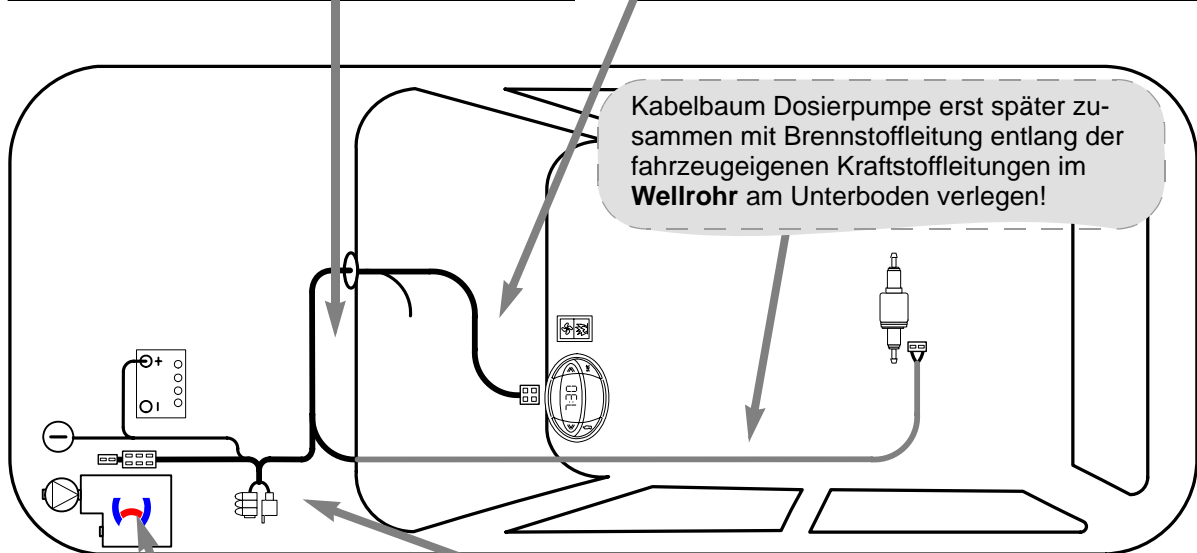 Kabelbaum Dosierpumpe erst später zu-
sammen mit Brennstoffleitung entlang der
fahrzeugeigenen Kraftstoffleitungen im
Wellrohr am Unterboden verlegen!
+
–
–